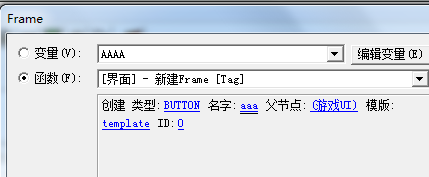 Frame
变量(V): AAAA 编辑变量(E)
函数(F): [界面] - 新建Frame [Tag]
创建 类型:BUTTON 名字: aaa 父节点: (游戏UI) 模版:
template ID:0